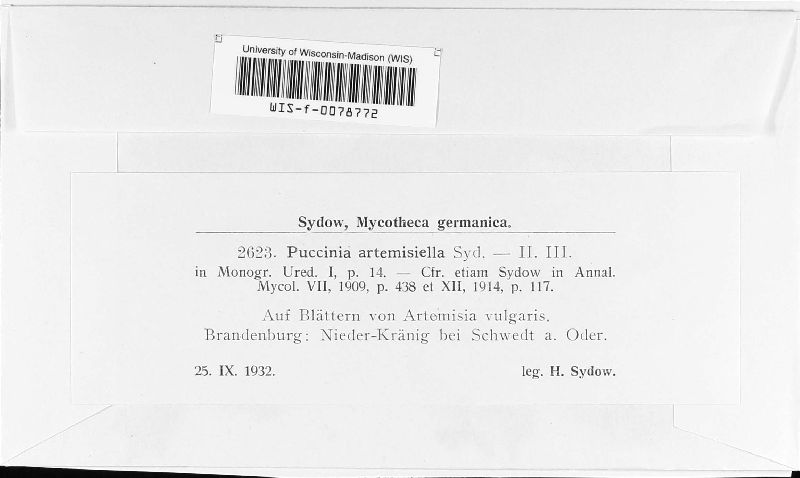 University of Wisconsin-Madison (WIS)
WIS-f-0078772
Sydow, Mycotheca germanica.
2623. Puccinia artemisiella Syd. — II. III.
in Monogr. Ured. I, p. 14. — Cfr. etiam Sydow in Annal.
Mycol. VII, 1909, p. 438 et XII, 1914, p. 117.
Auf Blättern von Artemisia vulgaris.
Brandenburg: Nieder-Kränig bei Schwedt a. Oder.
25. IX. 1932. leg. H. Sydow.